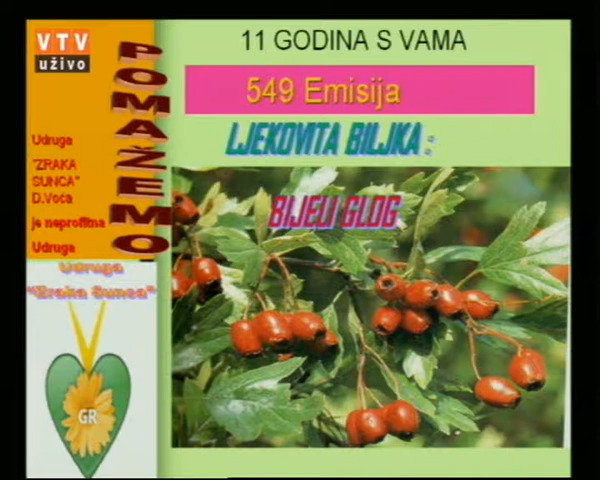 VTV
uživo
POMAŽEMO
11 GODINA S VAMA
549 Emisija
LJEKOVITA BILJKA :
BIJELI GLOG
Udruga
"ZRAKA
SUNCA"
D.Voća
je neprofitna
Udruga
Udruga
"Zraka Sunca"
GR